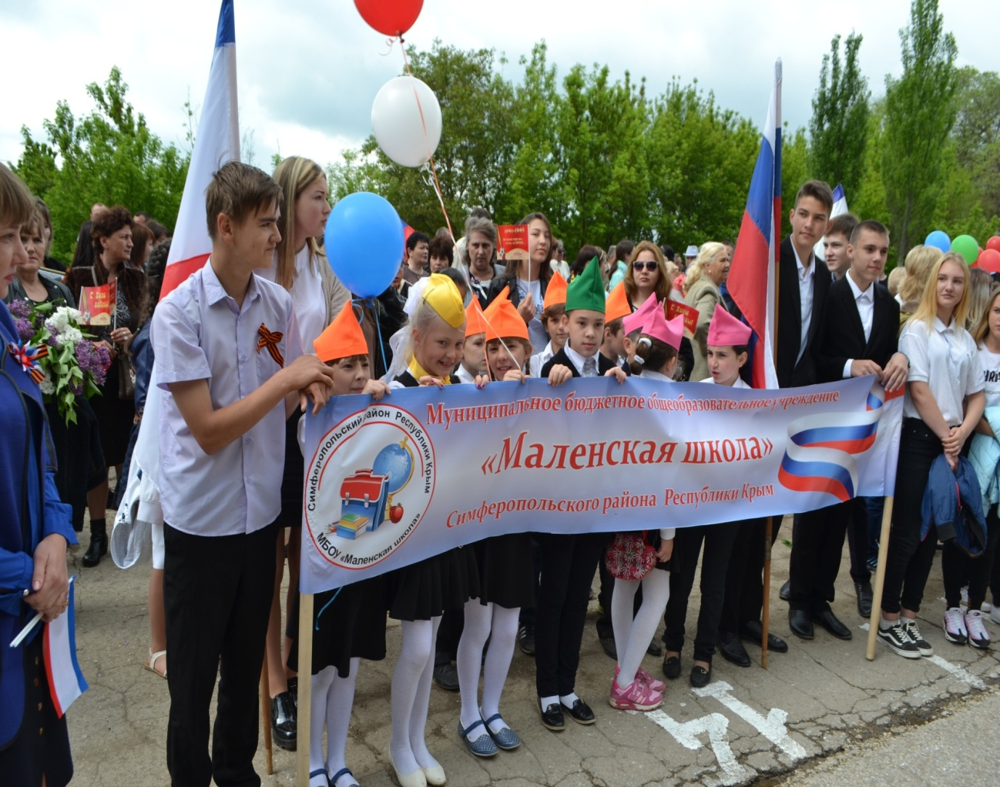 1941-1945
С Днём
Муниципальное бюджетное общеобразовательное учреждение
«Маленская школа»
Симферопольского района Республики Крым
Симферопольский район Республики Крым
МБОУ «Маленская школа»